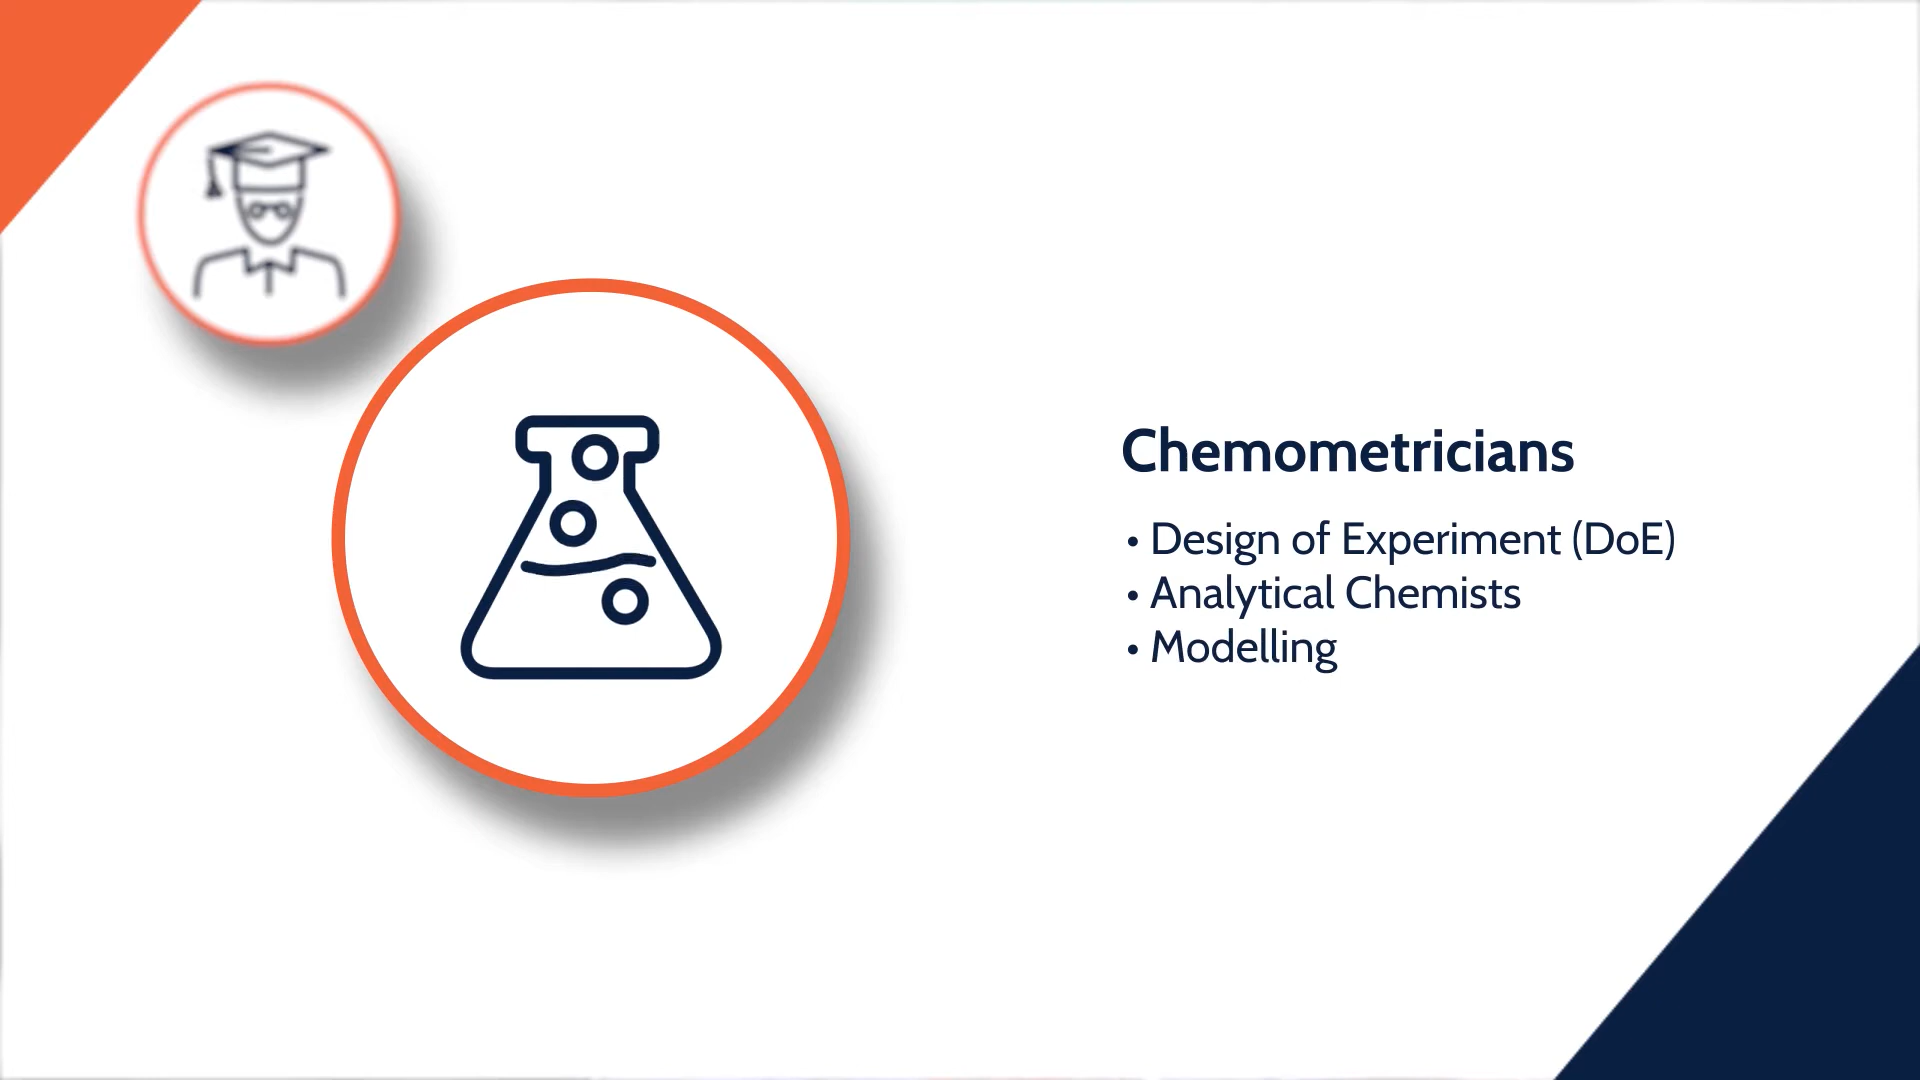 Chemometricians
• Design of Experiment (DoE)
• Analytical Chemists
• Modelling